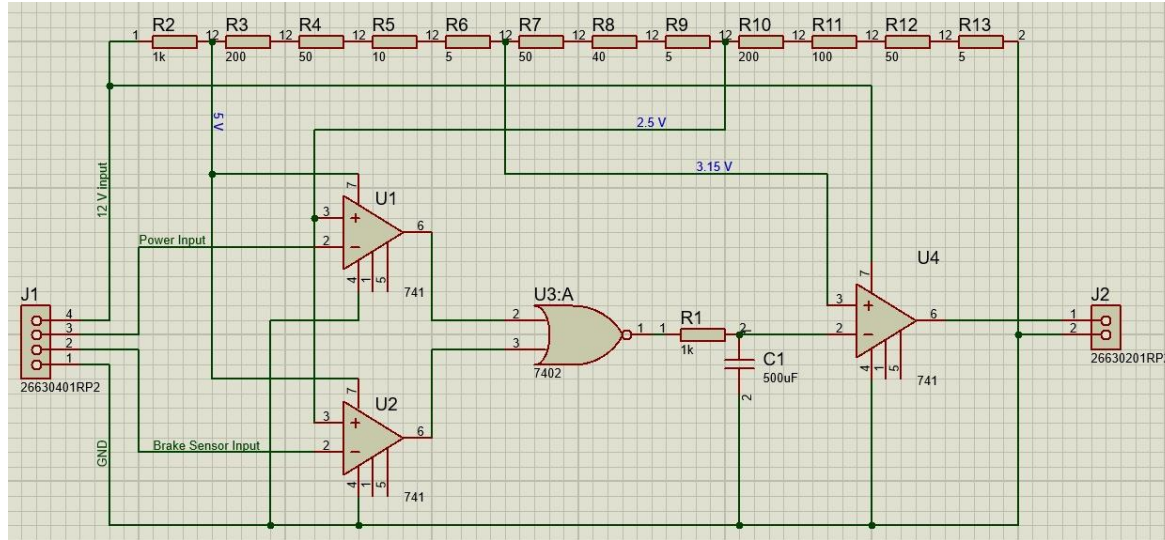 R2 R3 R4 R5 R6 R7 R8 R9 R10 R11 R12 R13
1 12 12 12 12 12 12 12 12 12 12 12 2
1k 200 50 10 5 50 40 5 200 100 50 5
5 V
2.5 V
3.15 V
12 V input
7
U1
3
6
Power Input
2
4 1 5
741
U4
7
J1
4
3
2
1
26630401RP2
U3:A
2
3
1
7402
R1
1 2
1k
C1
500uF
2
3
2
6
4 1 5
741
J2
1
2
26630201RP2
7
U2
3
6
Brake Sensor Input
2
4 1 5
741
GND